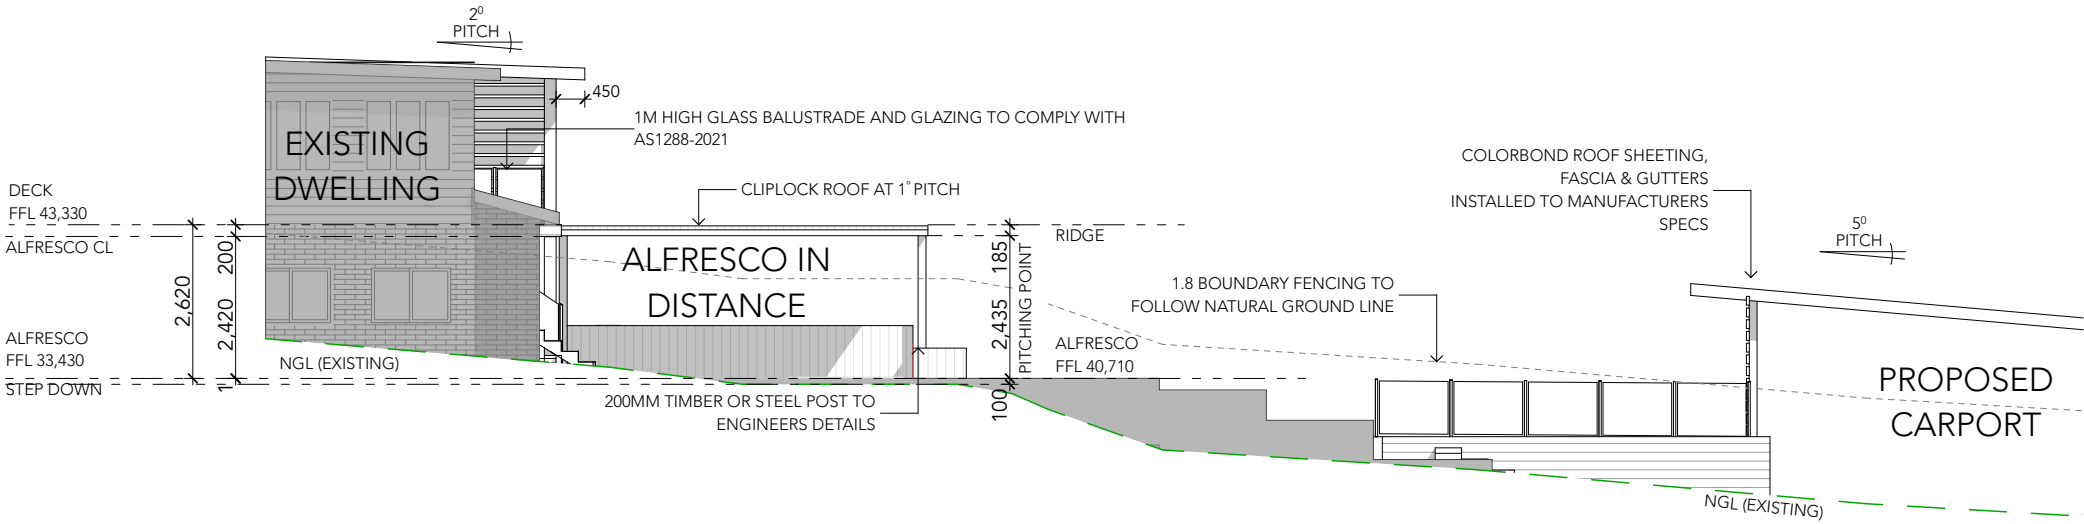 2⁰
PITCH
450
1M HIGH GLASS BALUSTRADE AND GLAZING TO COMPLY WITH
AS1288-2021
EXISTING
DWELLING
COLORBOND ROOF SHEETING,
FASCIA & GUTTERS
INSTALLED TO MANUFACTURERS
SPECS
CLIPLOCK ROOF AT 1° PITCH
DECK
FFL 43,330
ALFRESCO CL
RIDGE
5⁰
PITCH
2,620
200
2,420
1
185
2,435
100
PITCHING POINT
ALFRESCO IN
DISTANCE
1.8 BOUNDARY FENCING TO
FOLLOW NATURAL GROUND LINE
ALFRESCO
FFL 33,430
STEP DOWN
NGL (EXISTING)
ALFRESCO
FFL 40,710
200MM TIMBER OR STEEL POST TO
ENGINEERS DETAILS
PROPOSED
CARPORT
NGL (EXISTING)